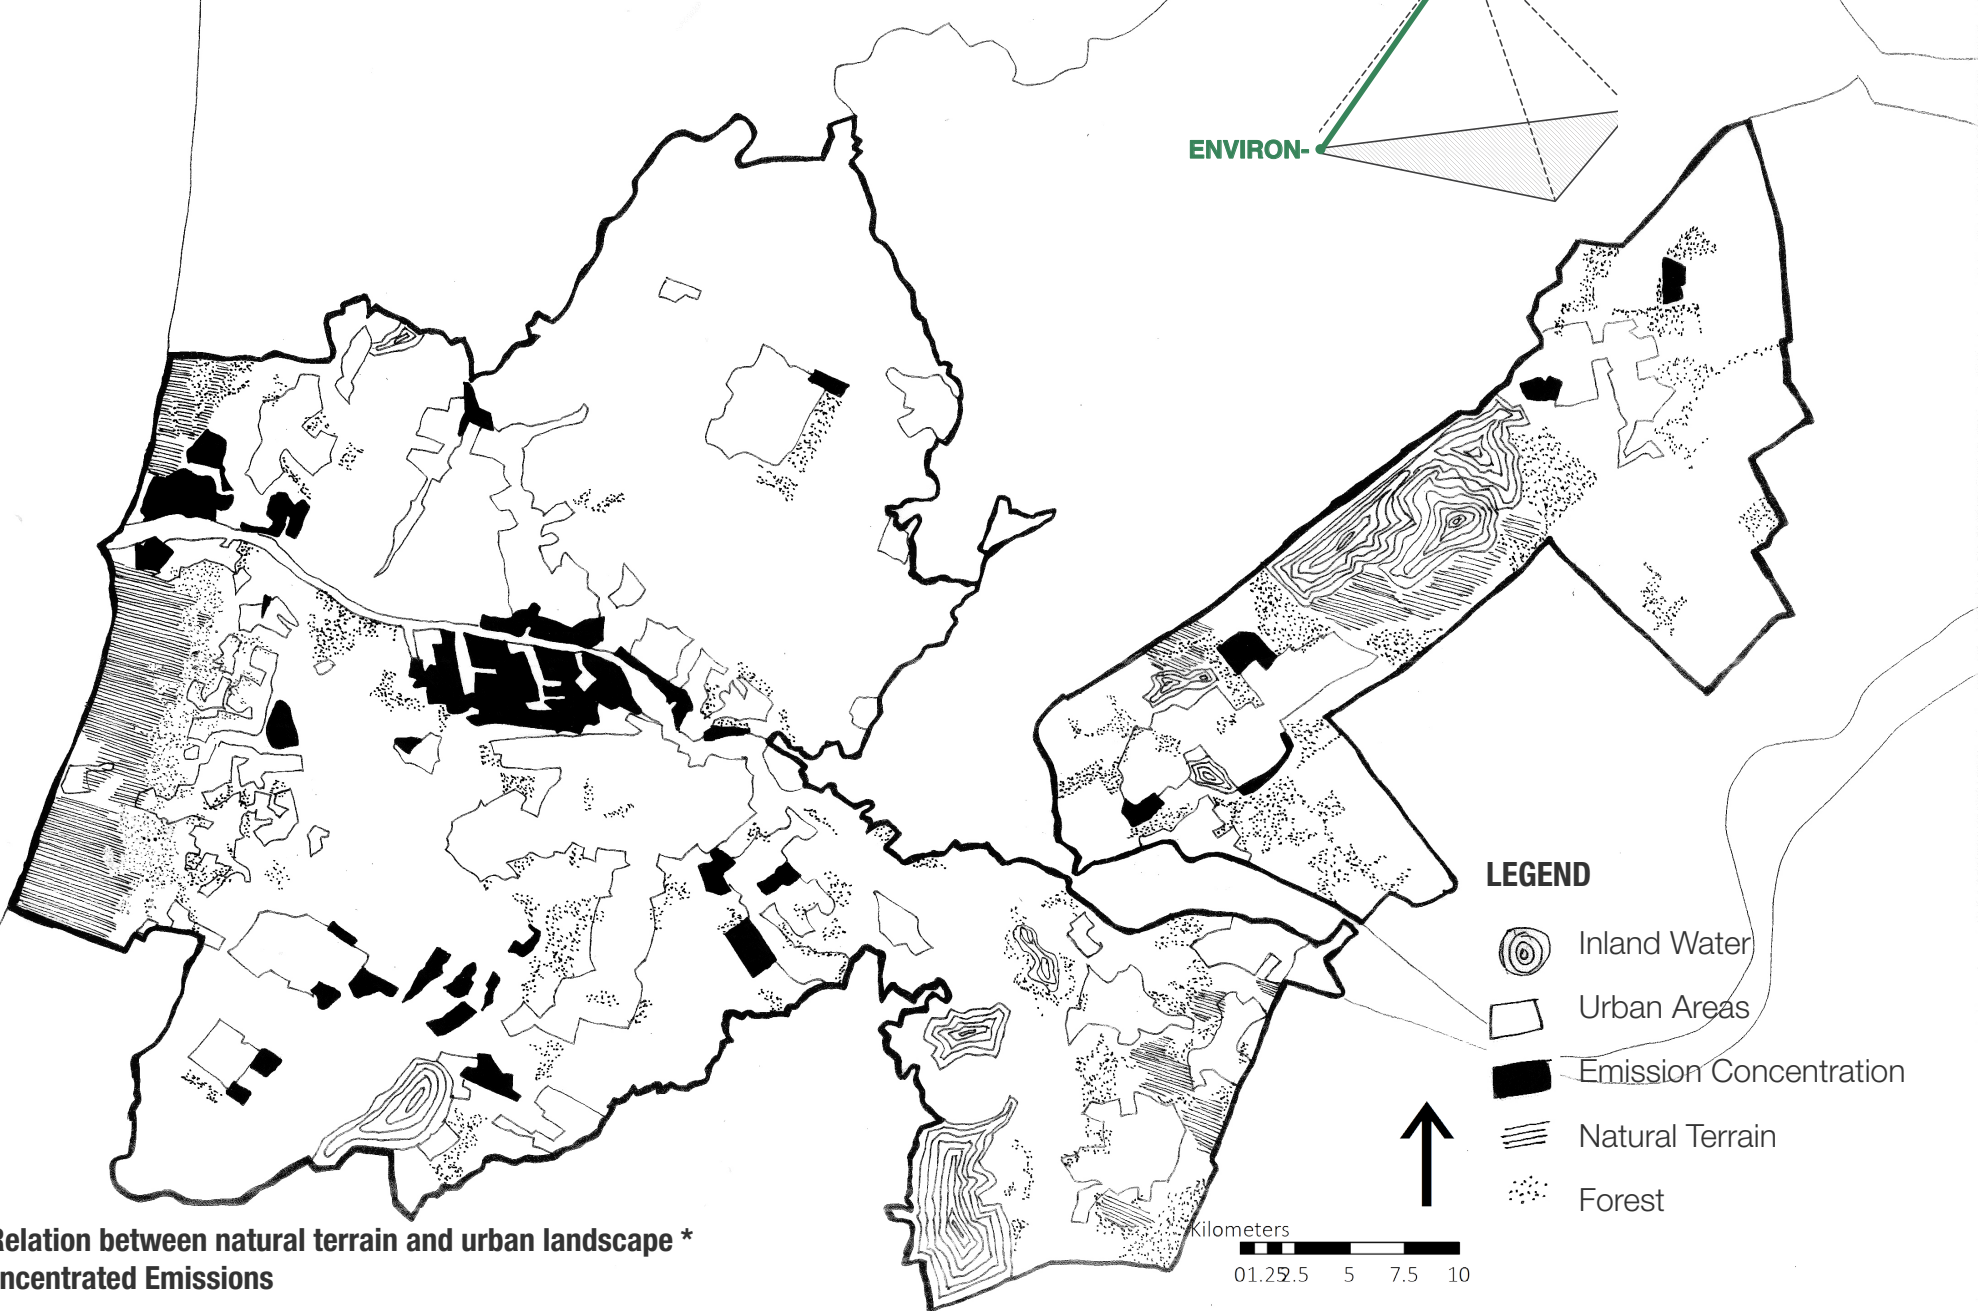 ENVIRON-
LEGEND
Inland Water
Urban Areas
Emission Concentration
Natural Terrain
Forest
Kilometers
0 1.25 2.5 5 7.5 10
Relation between natural terrain and urban landscape *
ncentrated Emissions